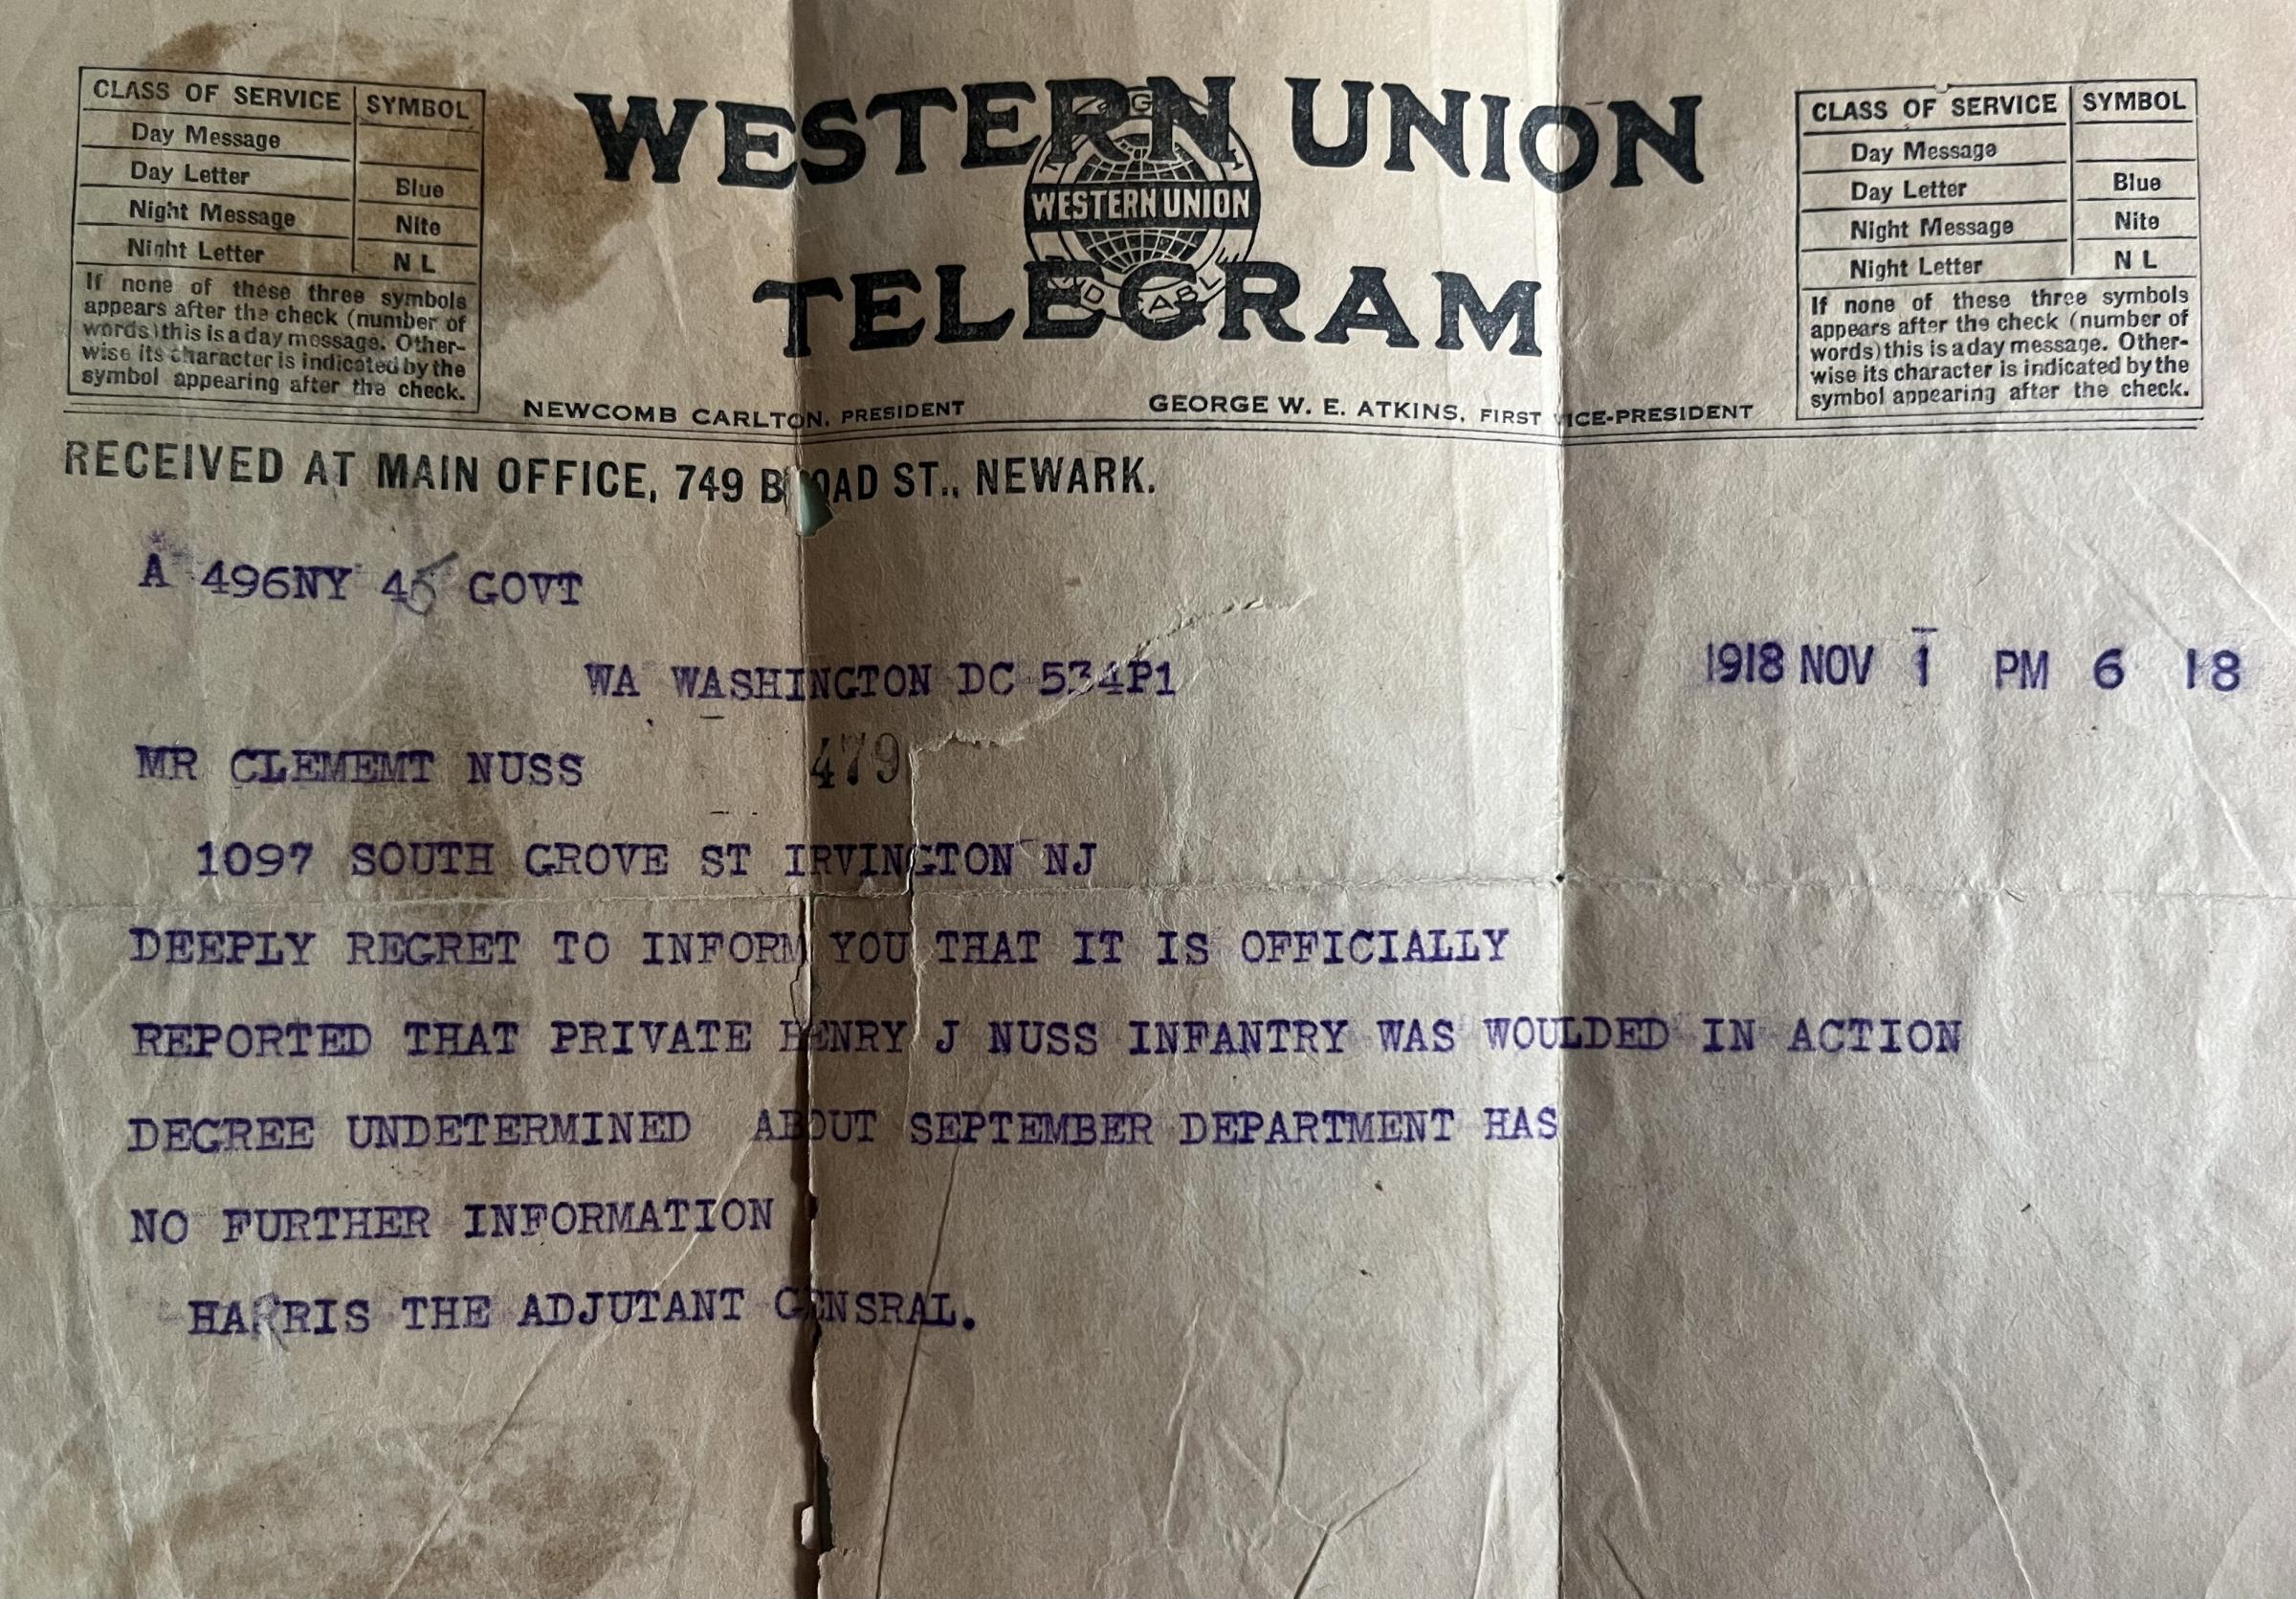 CLASS OF SERVICE SYMBOL
Day Message
Day Letter Blue
Night Message Nite
Night Letter N L
If none of these three symbols
appears after the check (number of
words) this is a day message. Other-
wise its character is indicated by the
symbol appearing after the check.
WESTERN UNION
WESTERN UNION
TELEGRAM
NEWCOMB CARLTON, PRESIDENT GEORGE W. E. ATKINS, FIRST VICE-PRESIDENT
CLASS OF SERVICE SYMBOL
Day Message
Day Letter Blue
Night Message Nite
Night Letter N L
If none of these three symbols
appears after the check (number of
words) this is a day message. Other-
wise its character is indicated by the
symbol appearing after the check.
RECEIVED AT MAIN OFFICE, 749 BROAD ST., NEWARK.
A 496NY 45 GOVT
WA WASHINGTON DC 534P1 1918 NOV 1 PM 6 18
MR CLEMEMT NUSS 479
1097 SOUTH GROVE ST IRVINGTON NJ
DEEPLY REGRET TO INFORM YOU THAT IT IS OFFICIALLY
REPORTED THAT PRIVATE HENRY J NUSS INFANTRY WAS WOULDED IN ACTION
DEGREE UNDETERMINED ABOUT SEPTEMBER DEPARTMENT HAS
NO FURTHER INFORMATION
HARRIS THE ADJUTANT GENSRAL.